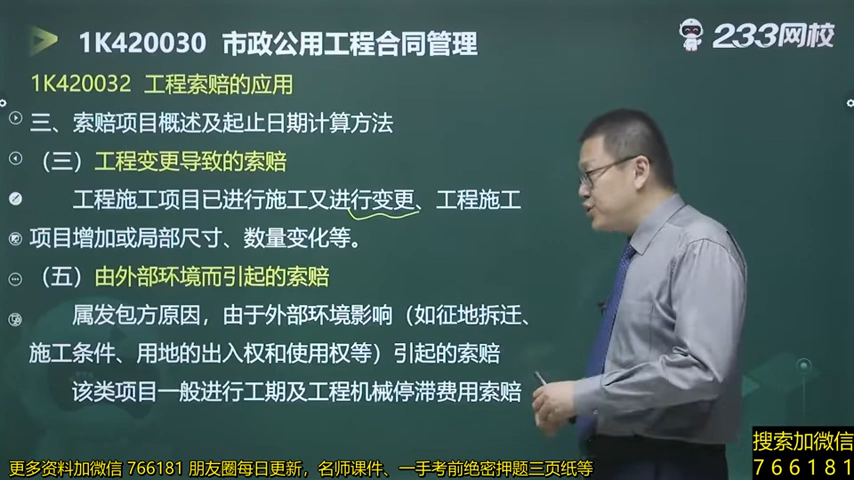 1K420030 市政公用工程合同管理
233网校
1K420032 工程索赔的应用
三、索赔项目概述及起止日期计算方法
（三）工程变更导致的索赔
工程施工项目已进行施工又进行变更、工程施工
项目增加或局部尺寸、数量变化等。
（五）由外部环境而引起的索赔
属发包方原因，由于外部环境影响（如征地拆迁、
施工条件、用地的出入权和使用权等）引起的索赔
该类项目一般进行工期及工程机械停滞费用索赔
搜索加微信
766181
更多资料加微信 766181 朋友圈每日更新，名师课件、一手考前绝密押题三页纸等